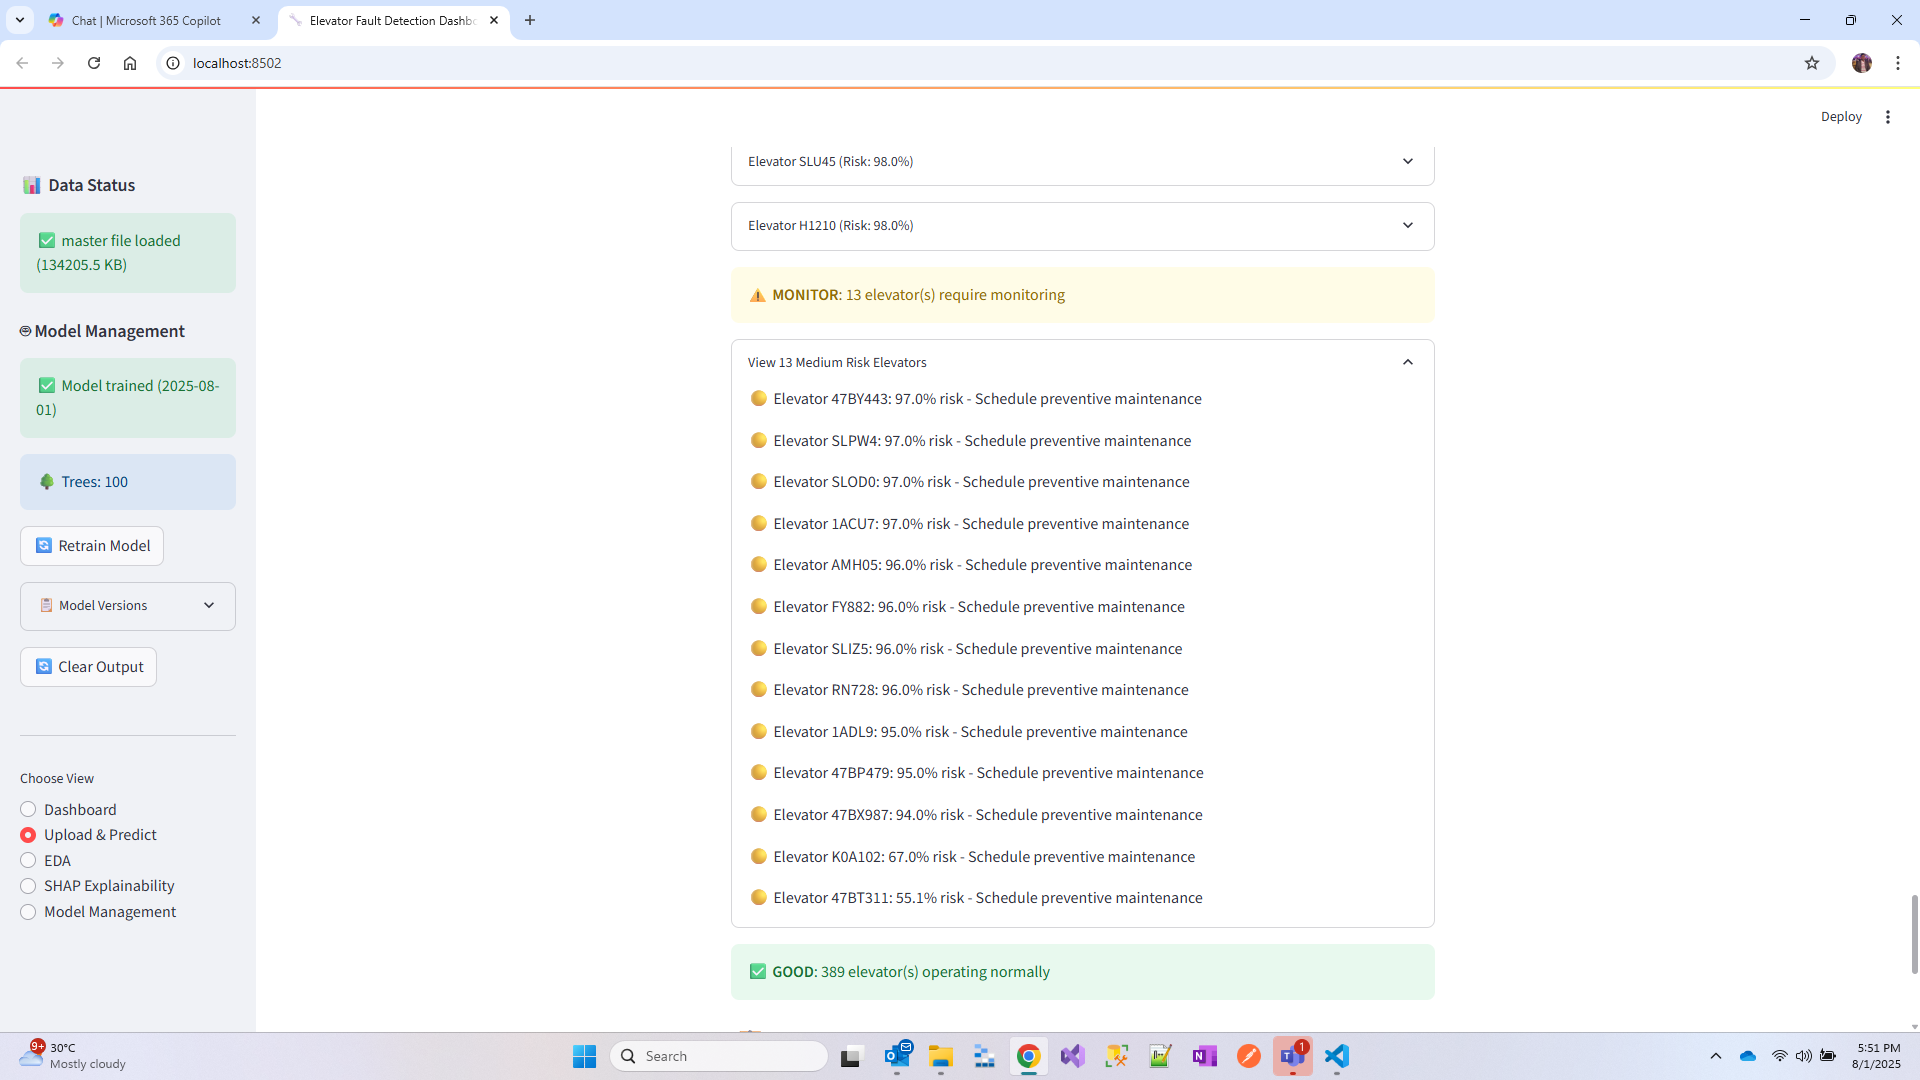 Chat | Microsoft 365 Copilot
Elevator Fault Detection Dashbo
localhost:8502
Deploy
Data Status
master file loaded
(134205.5 KB)
Model Management
Model trained (2025-08-
01)
Trees: 100
Retrain Model
Model Versions
Clear Output
Choose View
Dashboard
Upload & Predict
EDA
SHAP Explainability
Model Management
Elevator SLU45 (Risk: 98.0%)
Elevator H1210 (Risk: 98.0%)
MONITOR: 13 elevator(s) require monitoring
View 13 Medium Risk Elevators
Elevator 47BY443: 97.0% risk - Schedule preventive maintenance
Elevator SLPW4: 97.0% risk - Schedule preventive maintenance
Elevator SLOD0: 97.0% risk - Schedule preventive maintenance
Elevator 1ACU7: 97.0% risk - Schedule preventive maintenance
Elevator AMH05: 96.0% risk - Schedule preventive maintenance
Elevator FY882: 96.0% risk - Schedule preventive maintenance
Elevator SLIZ5: 96.0% risk - Schedule preventive maintenance
Elevator RN728: 96.0% risk - Schedule preventive maintenance
Elevator 1ADL9: 95.0% risk - Schedule preventive maintenance
Elevator 47BP479: 95.0% risk - Schedule preventive maintenance
Elevator 47BX987: 94.0% risk - Schedule preventive maintenance
Elevator K0A102: 67.0% risk - Schedule preventive maintenance
Elevator 47BT311: 55.1% risk - Schedule preventive maintenance
GOOD: 389 elevator(s) operating normally
9+
30°C
Mostly cloudy
Search
1
5:51 PM
8/1/2025